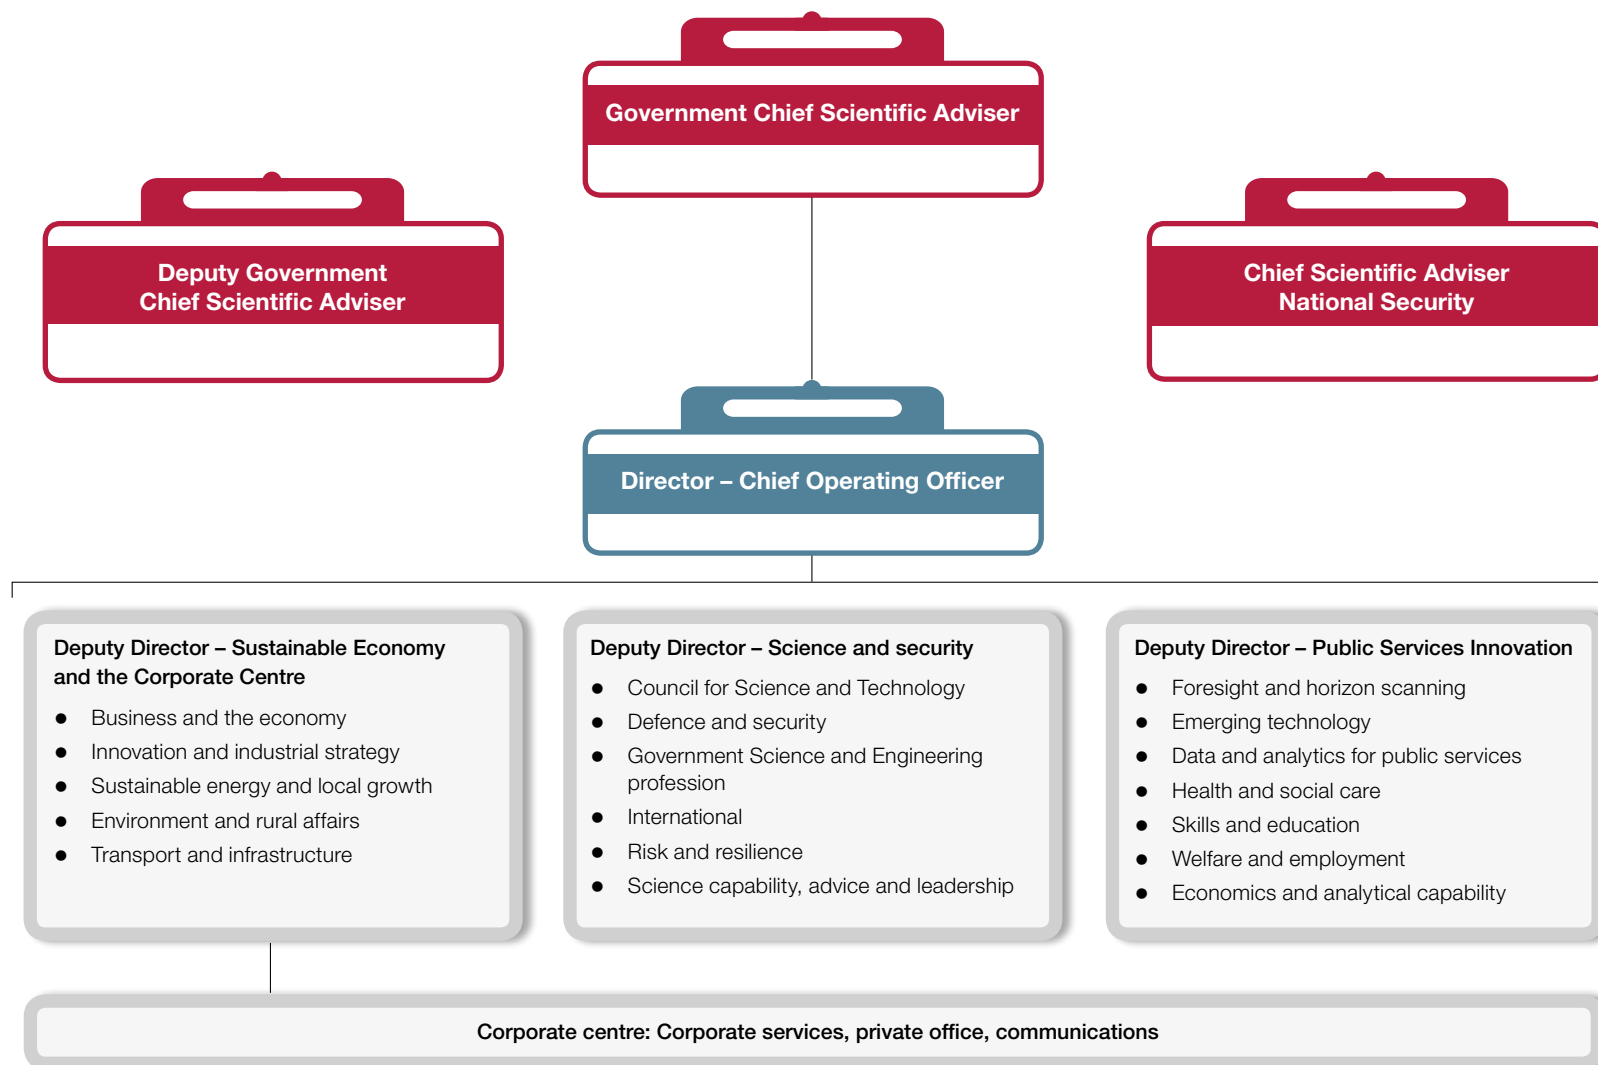 Government Chief Scientific Adviser
Deputy Government
Chief Scientific Adviser
Chief Scientific Adviser
National Security
Director – Chief Operating Officer
Deputy Director – Sustainable Economy
and the Corporate Centre
● Business and the economy
● Innovation and industrial strategy
● Sustainable energy and local growth
● Environment and rural affairs
● Transport and infrastructure
Deputy Director – Science and security
● Council for Science and Technology
● Defence and security
● Government Science and Engineering
profession
● International
● Risk and resilience
● Science capability, advice and leadership
Deputy Director – Public Services Innovation
● Foresight and horizon scanning
● Emerging technology
● Data and analytics for public services
● Health and social care
● Skills and education
● Welfare and employment
● Economics and analytical capability
Corporate centre: Corporate services, private office, communications